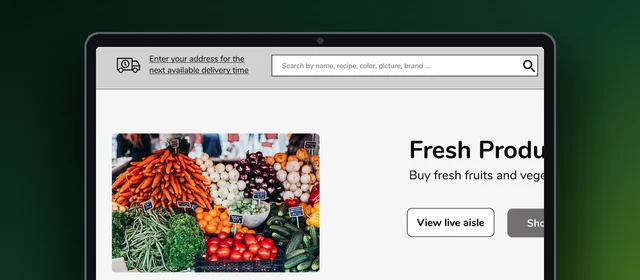 Enter your address for the
next available delivery time
Search by name, recipe, color, picture, brand ...
Fresh Produ
Buy fresh fruits and vege
View live aisle
Sho